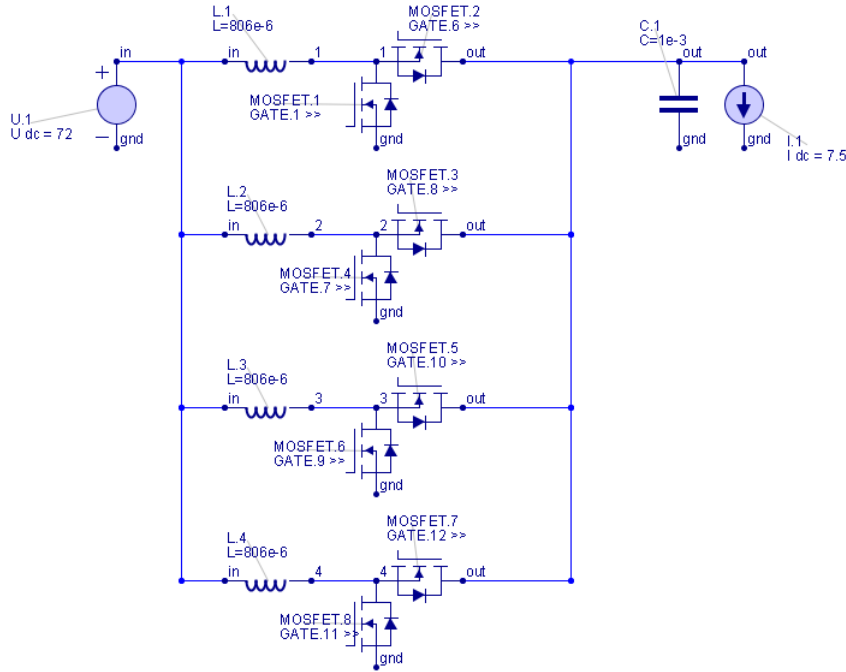 L.1
L=806e-6
MOSFET.2
GATE.6 >>
C.1
C=1e-3
in
in
1
1
out
out
out
+
MOSFET.1
GATE.1 >>
U.1
U dc = 72
−
gnd
gnd
gnd
gnd
I.1
I dc = 7.5
L.2
L=806e-6
MOSFET.3
GATE.8 >>
in
2
2
out
MOSFET.4
GATE.7 >>
gnd
L.3
L=806e-6
MOSFET.5
GATE.10 >>
in
3
3
out
MOSFET.6
GATE.9 >>
gnd
L.4
L=806e-6
MOSFET.7
GATE.12 >>
in
4
4
out
MOSFET.8
GATE.11 >>
gnd